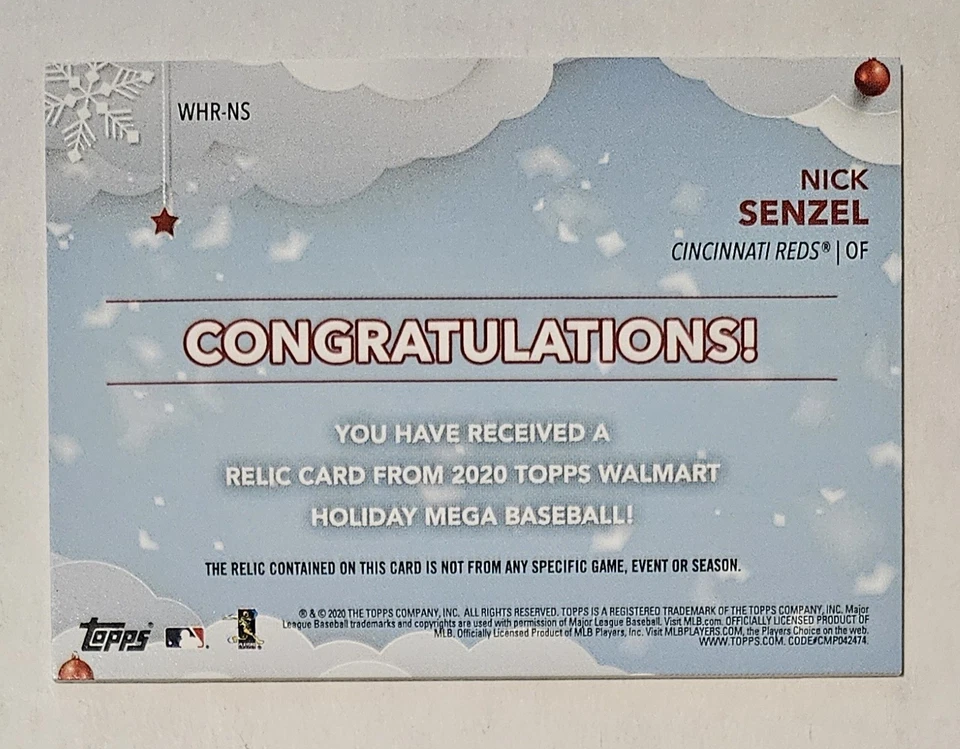 WHR-NS
NICK
SENZEL
CINCINNATI REDS® | OF
CONGRATULATIONS!
YOU HAVE RECEIVED A
RELIC CARD FROM 2020 TOPPS WALMART
HOLIDAY MEGA BASEBALL!
THE RELIC CONTAINED ON THIS CARD IS NOT FROM ANY SPECIFIC GAME, EVENT OR SEASON.
® & © 2020 THE TOPPS COMPANY, INC. ALL RIGHTS RESERVED. TOPPS IS A REGISTERED TRADEMARK OF THE TOPPS COMPANY, INC. Major
League Baseball trademarks and copyrights are used with permission of Major League Baseball. Visit MLB.com. OFFICIALLY LICENSED PRODUCT OF
MLB. Officially Licensed Product of MLB Players, Inc. Visit MLBPLAYERS.COM, the Players Choice on the web.
WWW.TOPPS.COM. CODE#CMP042474.
Topps®